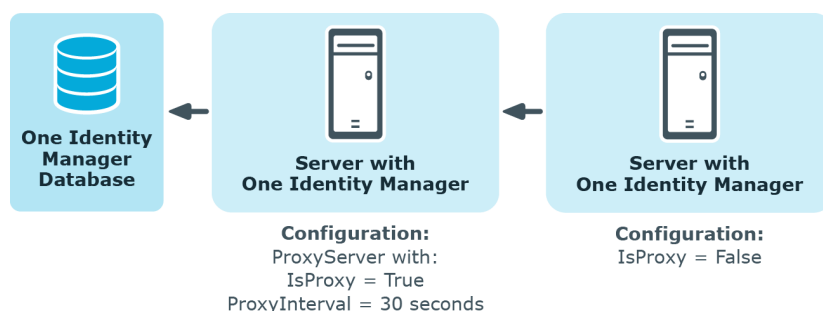 One Identity
Manager
Database
Server with
One Identity Manager
Configuration:
ProxyServer with:
IsProxy = True
ProxyInterval = 30 seconds
Server with
One Identity Manager
Configuration:
IsProxy = False